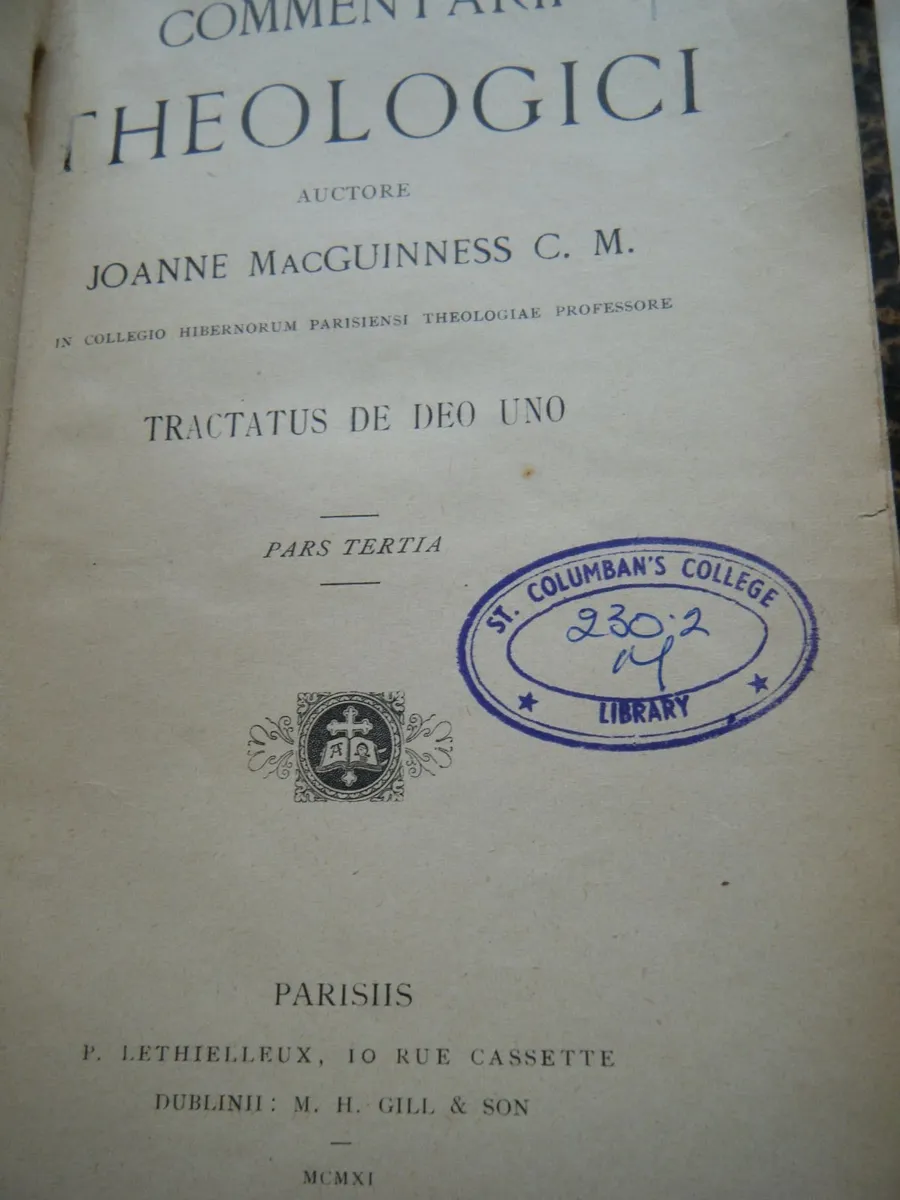 COMMENTARII
THEOLOGICI
AUCTORE
JOANNE MACGUINNESS C. M.
IN COLLEGIO HIBERNORUM PARISIENSI THEOLOGIAE PROFESSORE
TRACTATUS DE DEO UNO
PARS TERTIA
ST. COLUMBAN'S COLLEGE
230.2
M
LIBRARY
A Ω
PARISIIS
P. LETHIELLEUX, 10 RUE CASSETTE
DUBLINII: M. H. GILL & SON
MCMXI